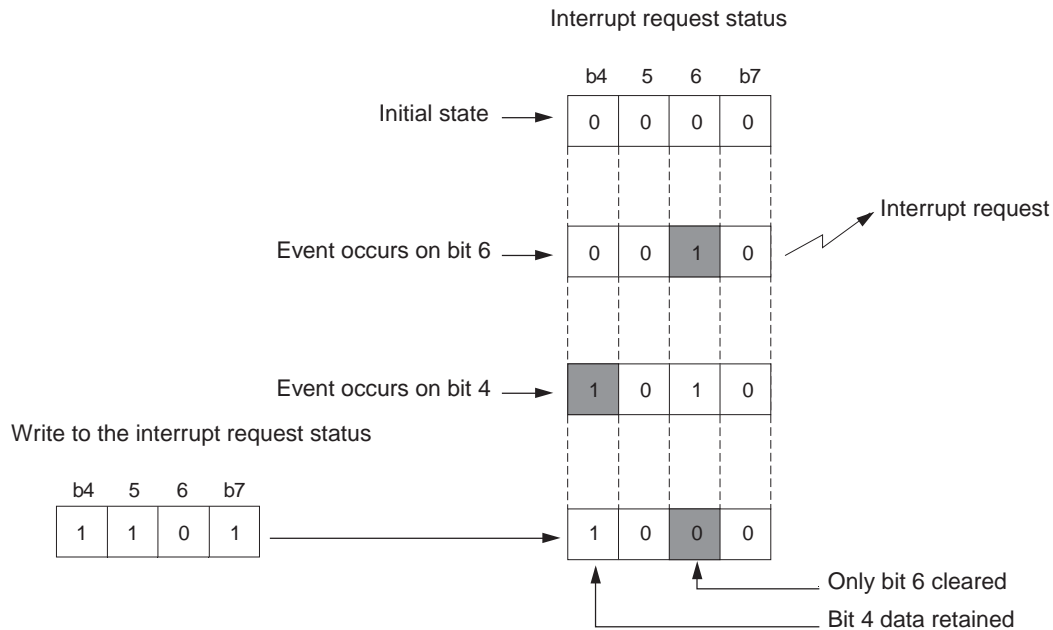 Interrupt request status
b4 5 6 b7
Initial state
0 0 0 0
Interrupt request
Event occurs on bit 6
0 0 1 0
Event occurs on bit 4
1 0 1 0
Write to the interrupt request status
b4 5 6 b7
1 1 0 1
1 0 0 0
Only bit 6 cleared
Bit 4 data retained